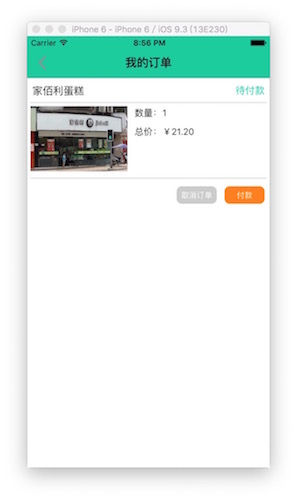 iPhone 6 - iPhone 6 / iOS 9.3 (13E230)
Carrier 8:56 PM
我的订单
家佰利蛋糕 待付款
数量：1
总价：￥21.20
取消订单 付款